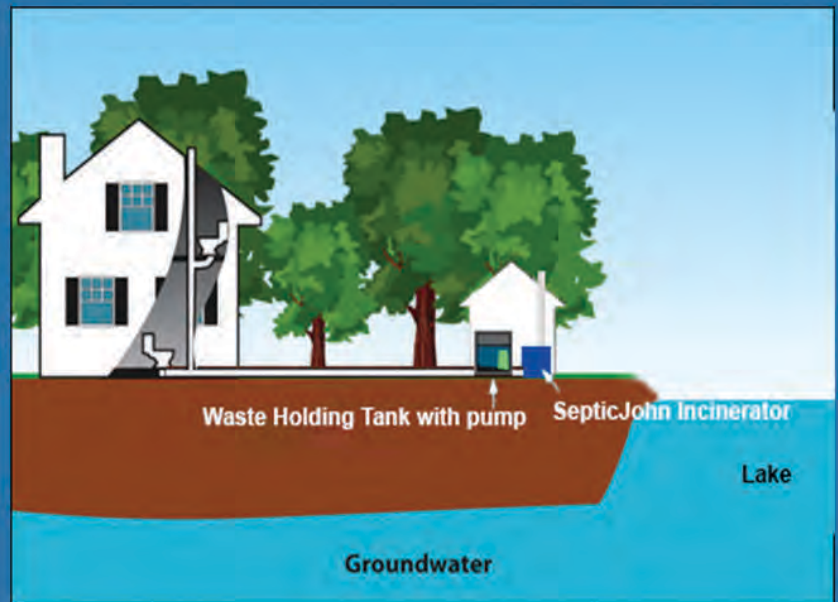 Waste Holding Tank with pump
SepticJohn Incinerator
Lake
Groundwater